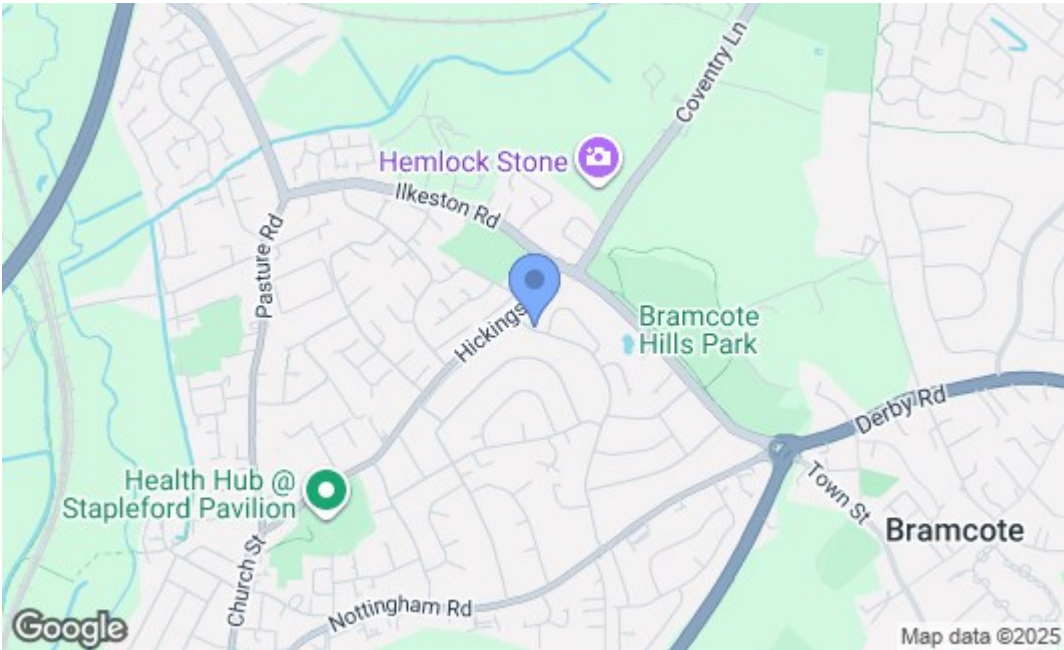 Coventry Ln
Hemlock Stone
Ilkeston Rd
Pasture Rd
Hickings
Bramcote
Hills Park
Derby Rd
Health Hub @
Stapleford Pavilion
Town St
Bramcote
Church St
Nottingham Rd
Google
Map data ©2025